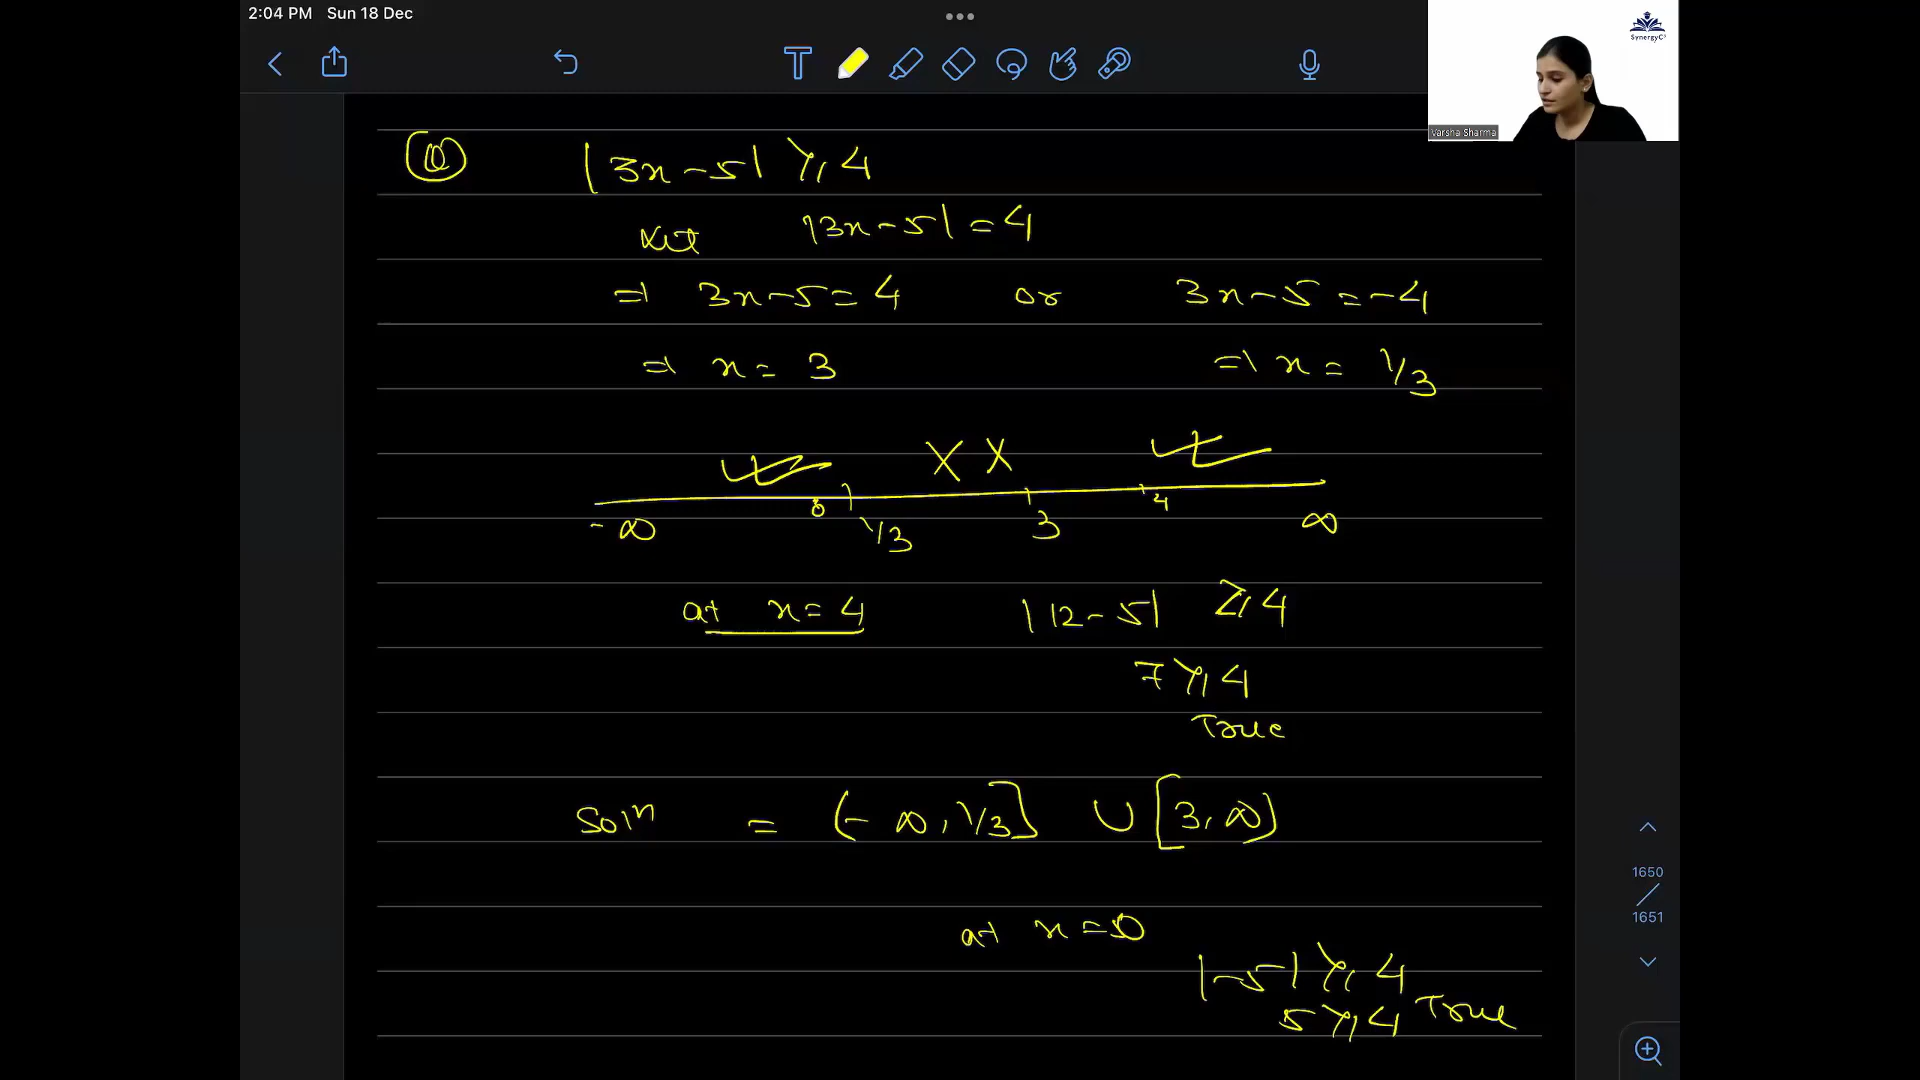 2:04 PM Sun 18 Dec
SynergyC²
Varsha Sharma
Q |3x-5| ≥ 4
Let |3x-5| = 4
⇒ 3x-5 = 4 or 3x-5 = -4
⇒ x = 3 ⇒ x = 1/3
X X
-∞ 0 1/3 3 4 ∞
at x = 4 |12-5| ≥ 4
7 ≥ 4
True
Soln = (-∞, 1/3] ∪ [3, ∞)
1650
1651
at x = 0
|-5| ≥ 4
5 ≥ 4 True